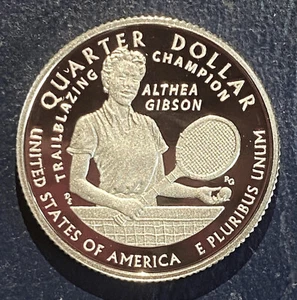 QUARTER DOLLAR
TRAILBLAZING
CHAMPION
ALTHEA
GIBSON
UNITED STATES OF AMERICA
E PLURIBUS UNUM